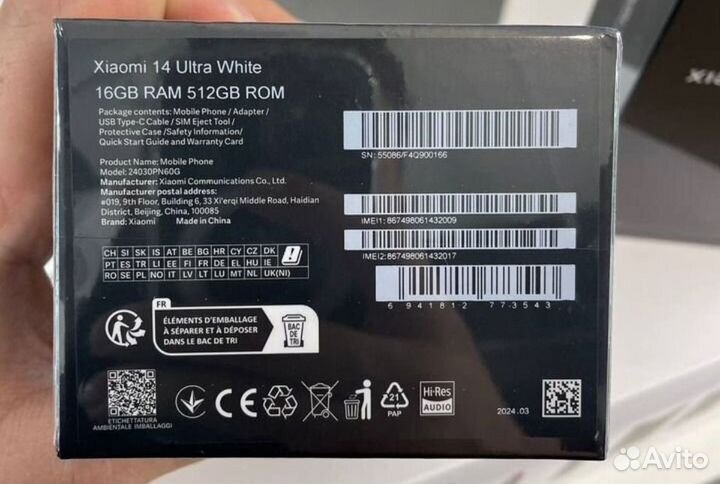 Xiaomi 14 Ultra White
16GB RAM 512GB ROM
Package contents: Mobile Phone / Adapter /
USB Type-C Cable / SIM Eject Tool /
Protective Case /Safety Information/
Quick Start Guide and Warranty Card
Product Name: Mobile Phone
Model: 24030PN60G
Manufacturer: Xiaomi Communications Co., Ltd.
Manufacturer postal address:
#019, 9th Floor, Building 6, 33 Xi'erqi Middle Road, Haidian
District, Beijing, China, 100085
Brand: Xiaomi Made in China
SN: 55086/F4Q900166
IMEI1:867498061432009
IMEI2:867498061432017
6 941812 773543
CH SI SK IS AT BE BG HR CY CZ DK
PT ES TR LI EE FI FR DE EL HU IE
RO SE PL NO LV LT LU MT NL UK(NI)
FR
ÉLÉMENTS D'EMBALLAGE
À SÉPARER ET À DÉPOSER
DANS LE BAC DE TRI
BAC
DE
TRI
ETICHETTATURA
AMBIENTALE IMBALLAGGI
CE
21
PAP
Hi-Res
AUDIO
2024.03
XIA
Avito